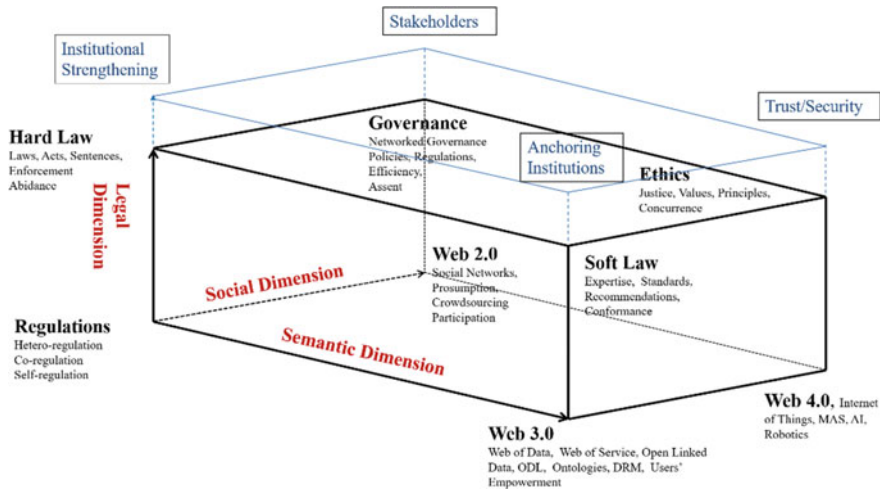 Stakeholders
Institutional
Strengthening
Trust/Security
Hard Law
Laws, Acts, Sentences,
Enforcement
Abidance
Governance
Networked Governance
Policies, Regulations,
Efficiency,
Assent
Anchoring
Institutions
Ethics
Justice, Values, Principles,
Concurrence
Legal
Dimension
Social Dimension
Web 2.0
Social Networks,
Prosumption,
Crowdsourcing
Participation
Soft Law
Expertise, Standards,
Recommendations,
Conformance
Regulations
Hetero-regulation
Co-regulation
Self-regulation
Semantic Dimension
Web 3.0
Web of Data, Web of Service, Open Linked
Data, ODL, Ontologies, DRM, Users'
Empowerment
Web 4.0, Internet
of Things, MAS, AI,
Robotics